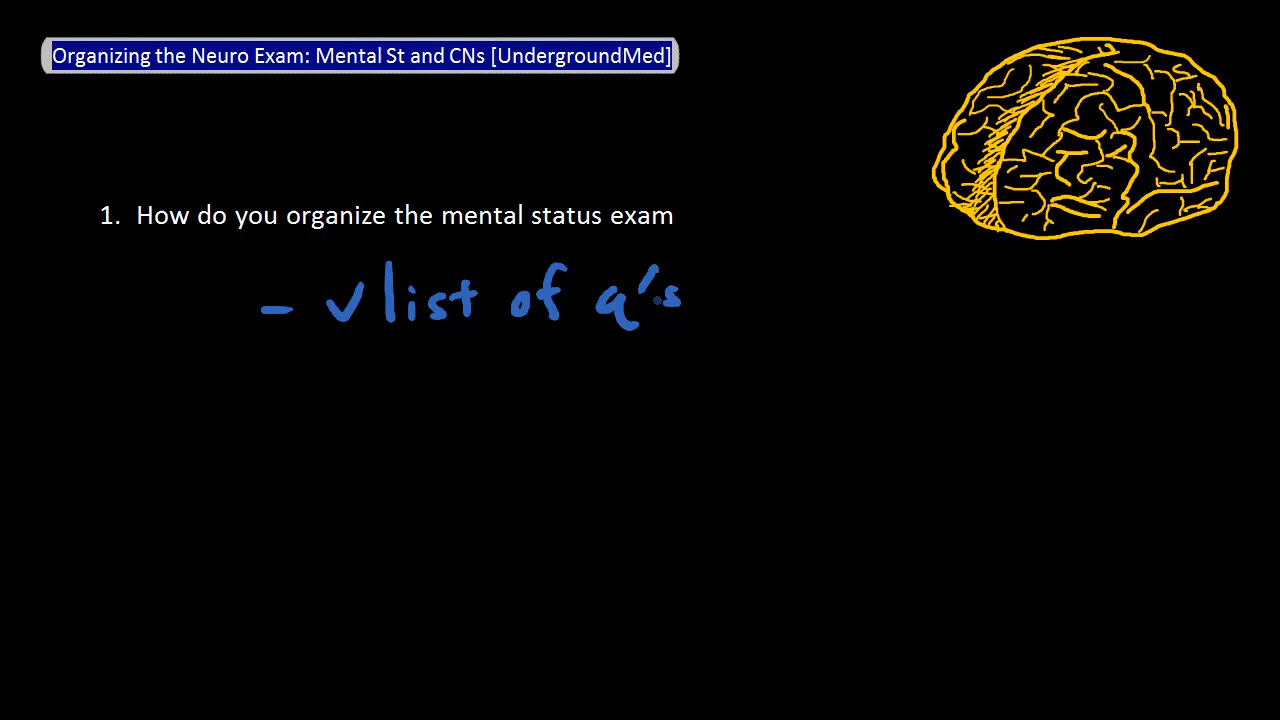 Organizing the Neuro Exam: Mental St and CNs [UndergroundMed]
1. How do you organize the mental status exam
- ✓list of q's